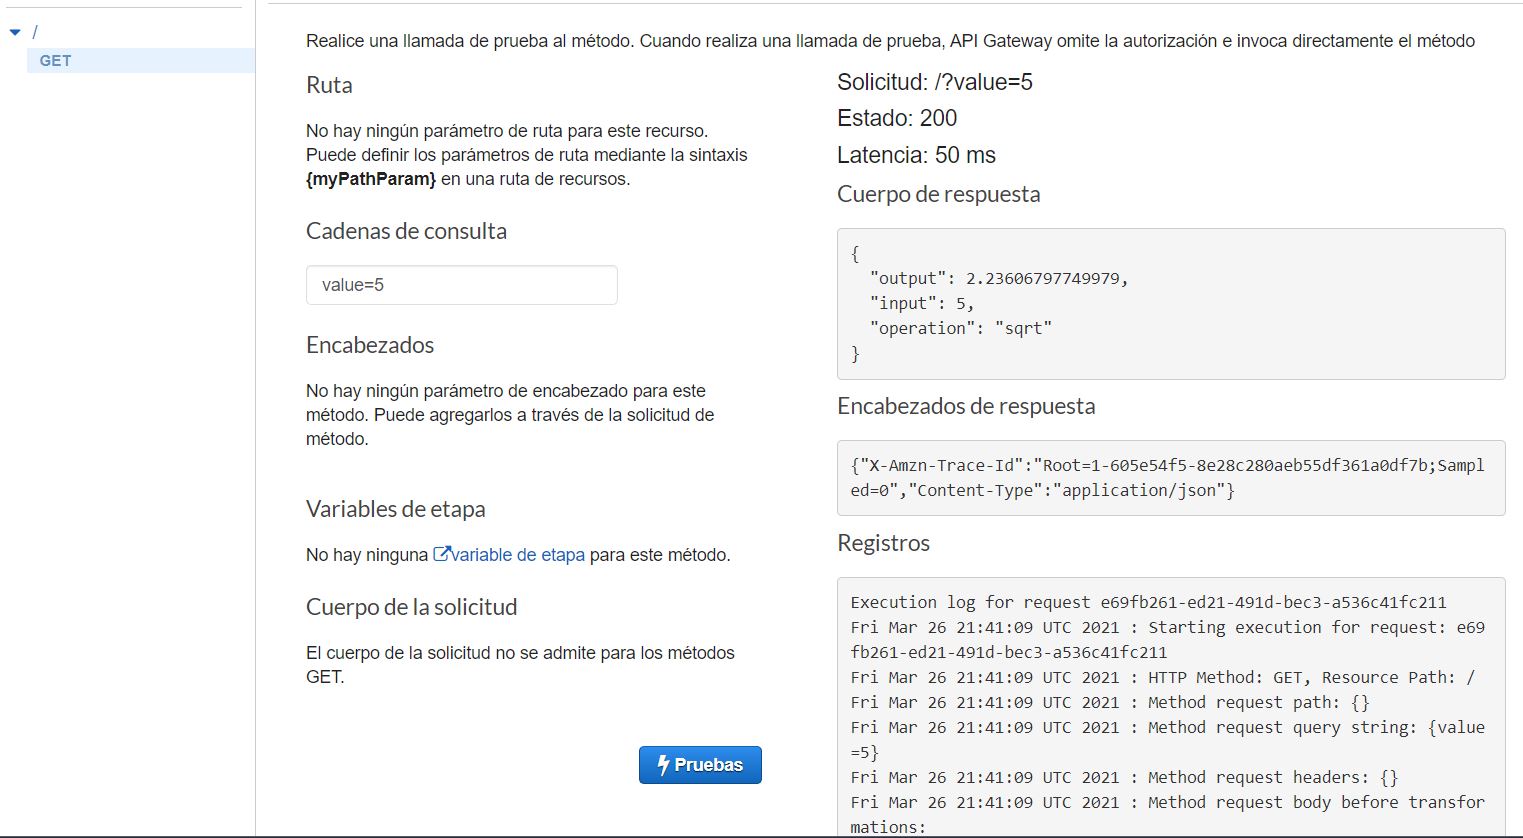 /
GET
Realice una llamada de prueba al método. Cuando realiza una llamada de prueba, API Gateway omite la autorización e invoca directamente el método
Ruta
No hay ningún parámetro de ruta para este recurso.
Puede definir los parámetros de ruta mediante la sintaxis
{myPathParam} en una ruta de recursos.
Cadenas de consulta
value=5
Encabezados
No hay ningún parámetro de encabezado para este
método. Puede agregarlos a través de la solicitud de
método.
Variables de etapa
No hay ninguna variable de etapa para este método.
Cuerpo de la solicitud
El cuerpo de la solicitud no se admite para los métodos
GET.
Pruebas
Solicitud: /?value=5
Estado: 200
Latencia: 50 ms
Cuerpo de respuesta
{
"output": 2.23606797749979,
"input": 5,
"operation": "sqrt"
}
Encabezados de respuesta
{"X-Amzn-Trace-Id":"Root=1-605e54f5-8e28c280aeb55df361a0df7b;Sampl
ed=0","Content-Type":"application/json"}
Registros
Execution log for request e69fb261-ed21-491d-bec3-a536c41fc211
Fri Mar 26 21:41:09 UTC 2021 : Starting execution for request: e69
fb261-ed21-491d-bec3-a536c41fc211
Fri Mar 26 21:41:09 UTC 2021 : HTTP Method: GET, Resource Path: /
Fri Mar 26 21:41:09 UTC 2021 : Method request path: {}
Fri Mar 26 21:41:09 UTC 2021 : Method request query string: {value
=5}
Fri Mar 26 21:41:09 UTC 2021 : Method request headers: {}
Fri Mar 26 21:41:09 UTC 2021 : Method request body before transfor
mations: